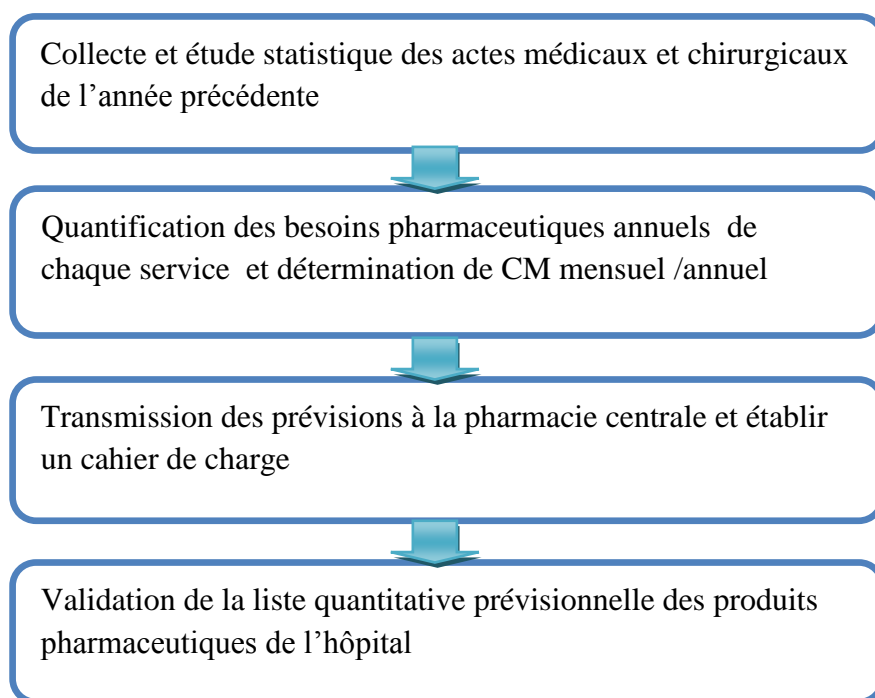 Collecte et étude statistique des actes médicaux et chirurgicaux
de l’année précédente
Quantification des besoins pharmaceutiques annuels de
chaque service et détermination de CM mensuel /annuel
Transmission des prévisions à la pharmacie centrale et établir
un cahier de charge
Validation de la liste quantitative prévisionnelle des produits
pharmaceutiques de l’hôpital